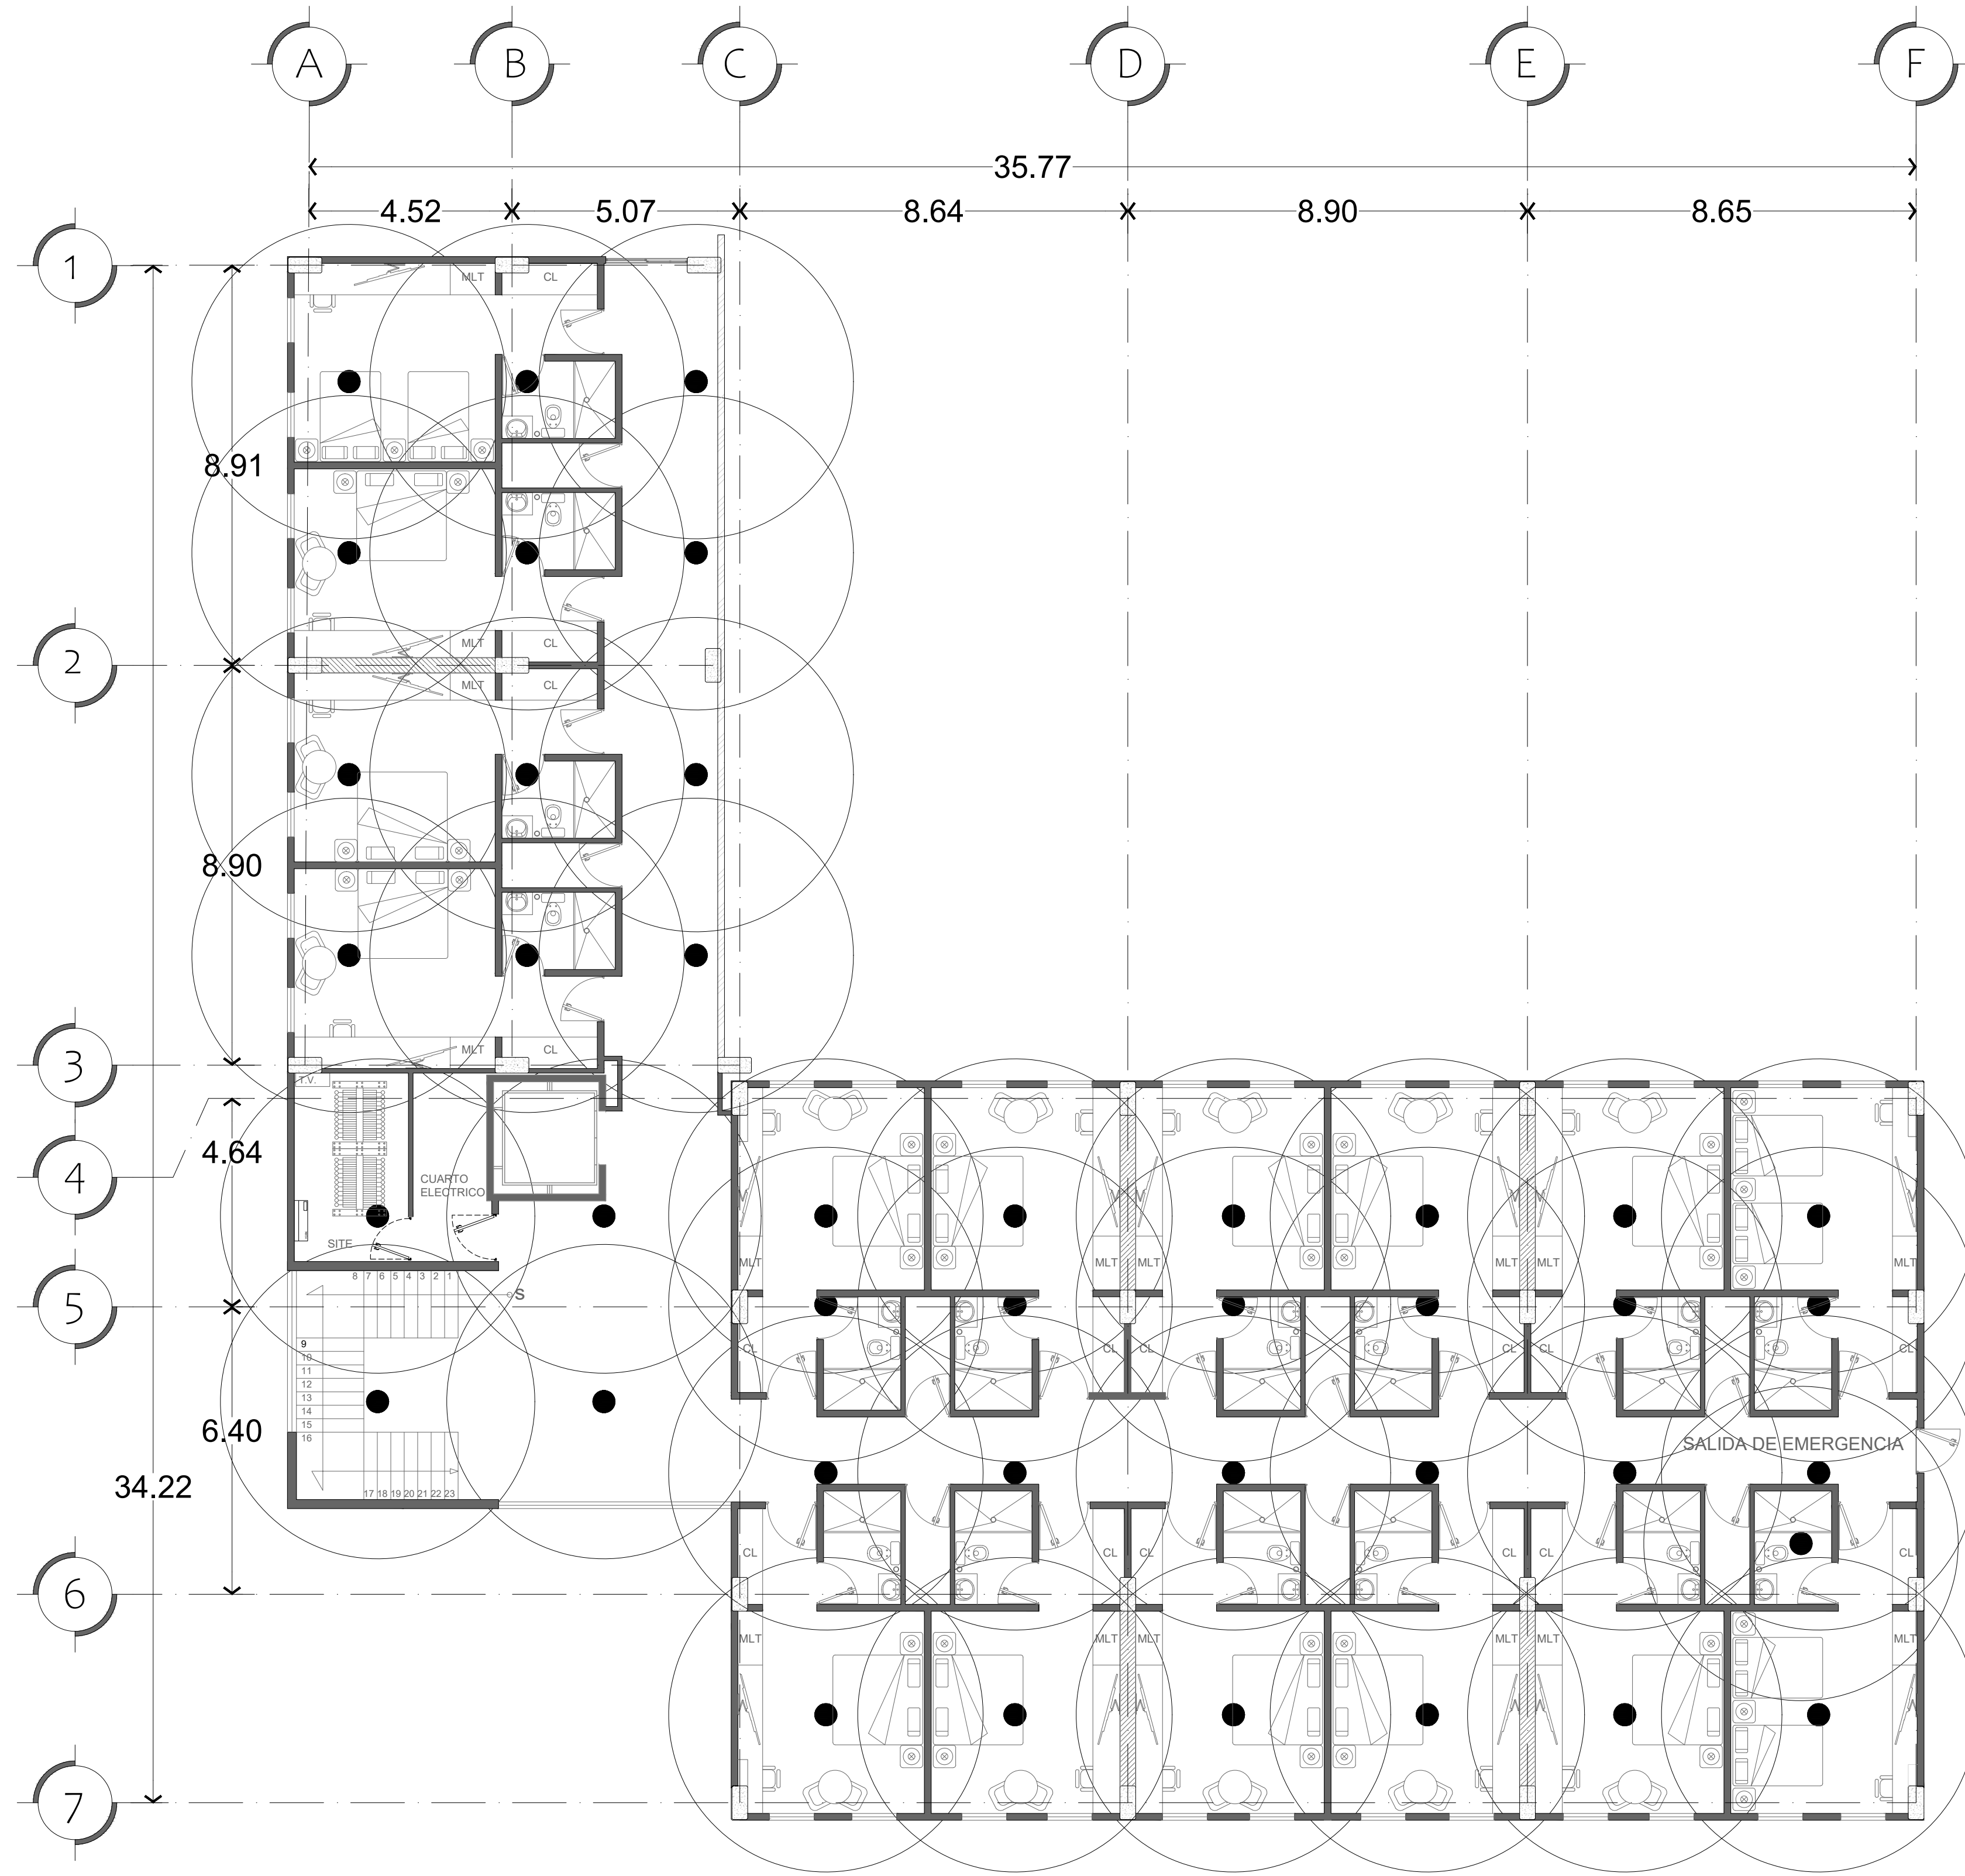 A B C D E F
35.77
4.52 5.07 8.64 8.90 8.65
1
MLT CL
8.91
MLT CL
2
MLT CL
8.90
MLT CL
3
T.V.
4.64
4
CUARTO
ELECTRICO
SITE
MLT MLT MLT MLT MLT MLT
8 7 6 5 4 3 2 1
S
5
9
10
11
12
13
14
15
16
CL CL CL CL CL CL
6.40
SALIDA DE EMERGENCIA
34.22
17 18 19 20 21 22 23
CL CL CL CL CL CL
6
MLT MLT MLT MLT MLT MLT
7